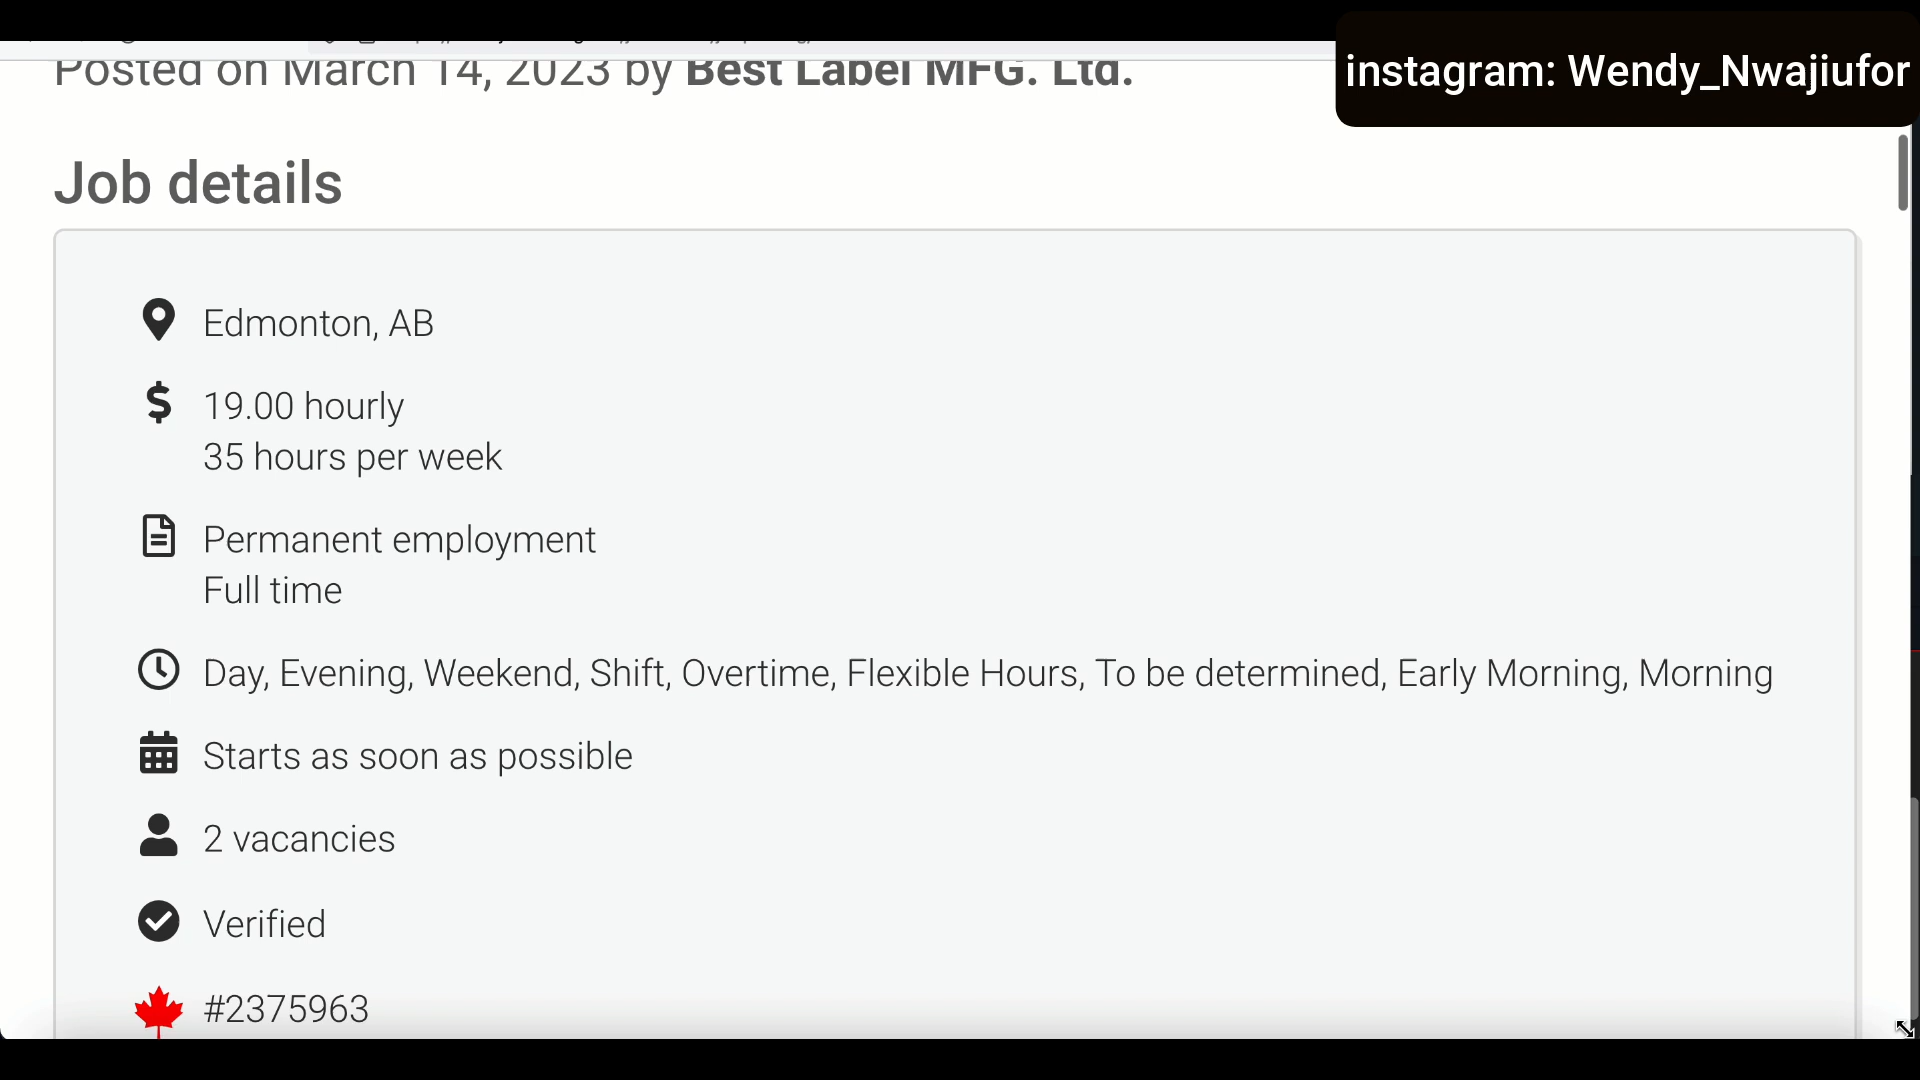 Posted on March 14, 2023 by Best Label MFG. Ltd.
instagram: Wendy_Nwajiufor
Job details
Edmonton, AB
19.00 hourly
35 hours per week
Permanent employment
Full time
Day, Evening, Weekend, Shift, Overtime, Flexible Hours, To be determined, Early Morning, Morning
Starts as soon as possible
2 vacancies
Verified
#2375963